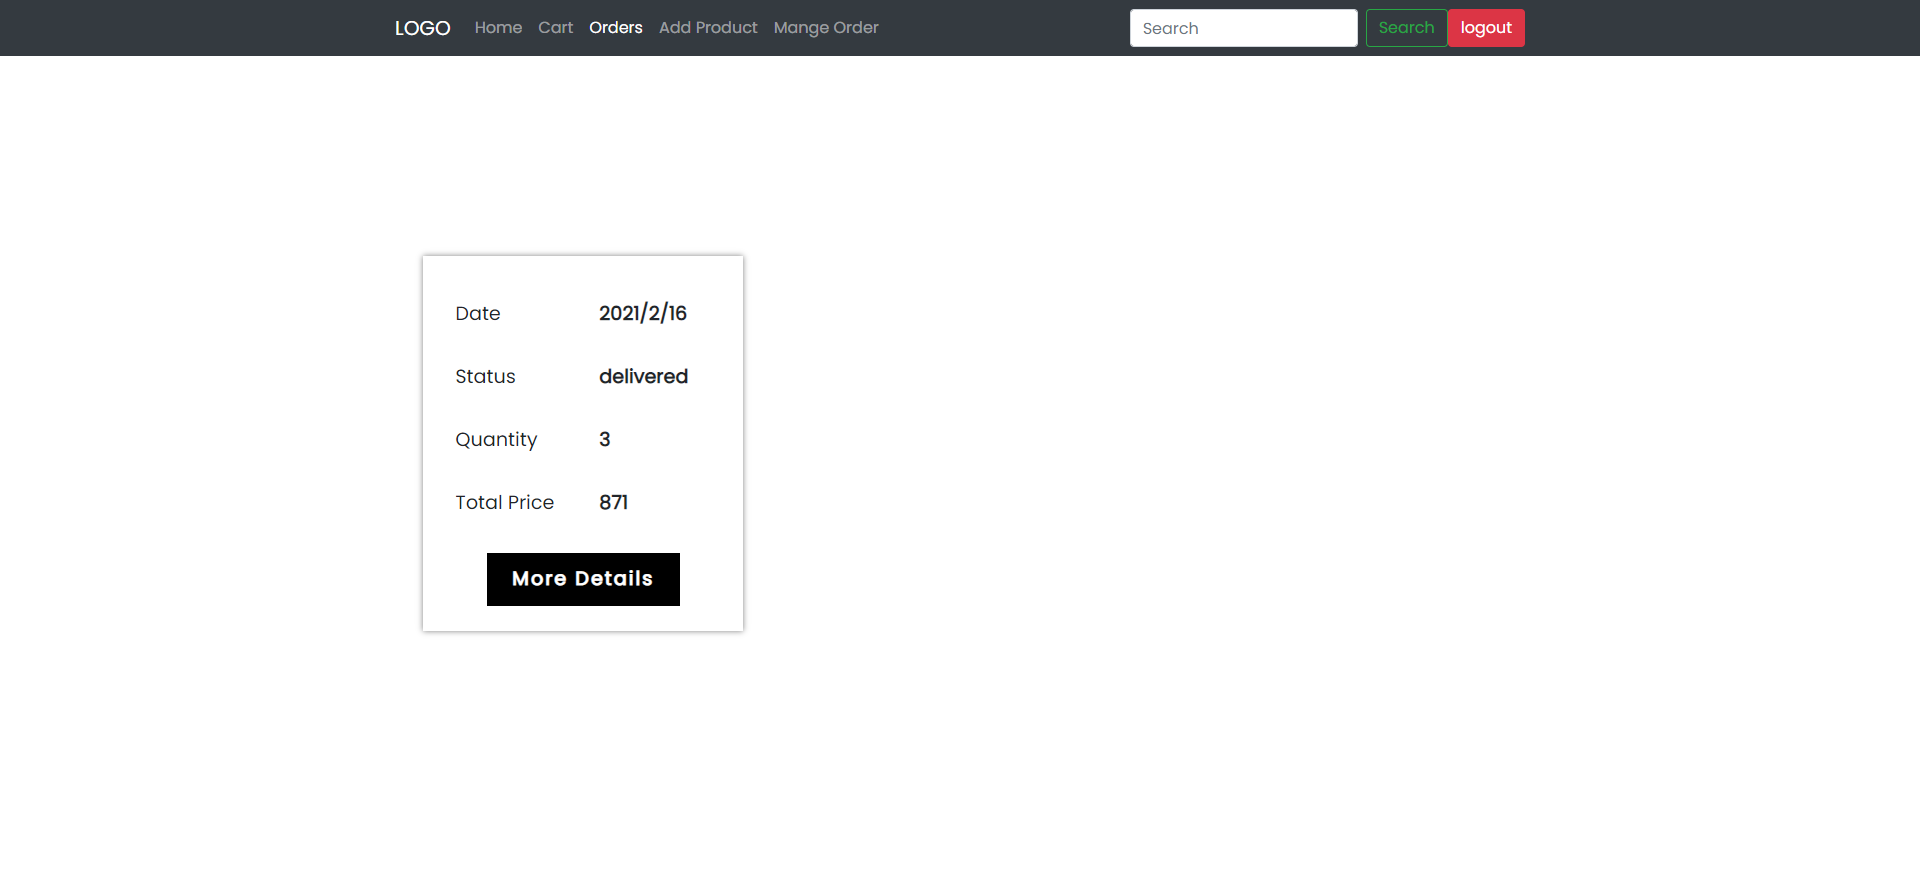 LOGO Home Cart Orders Add Product Mange Order Search Search logout
Date 2021/2/16
Status delivered
Quantity 3
Total Price 871
More Details